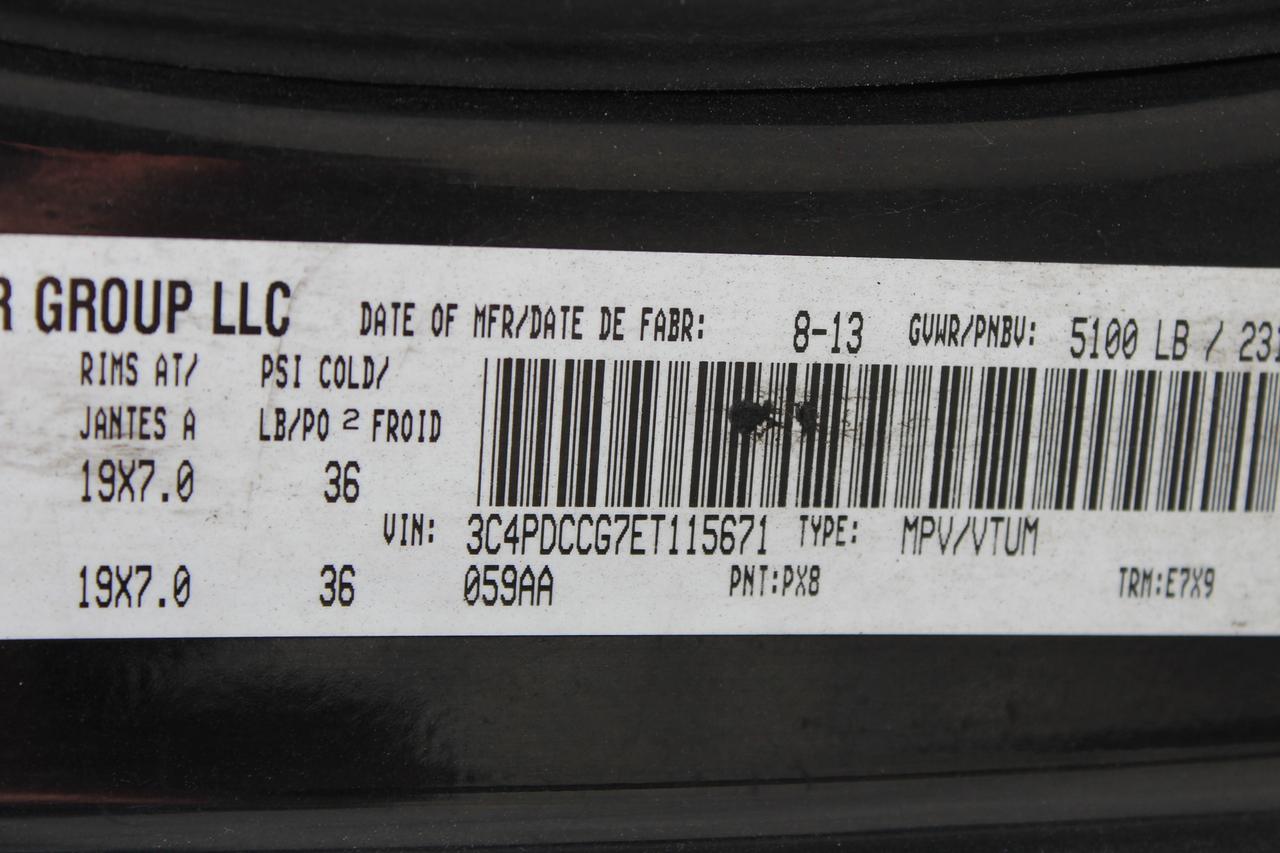 GROUP LLC DATE OF MFR/DATE DE FABR: 8-13 GVWR/PNBV: 5100 LB / 231
RIMS AT/ PSI COLD/
JANTES A LB/PO 2 FROID
19X7.0 36
VIN: 3C4PDCCG7ET115671 TYPE: MPV/VTUM
19X7.0 36 059AA PNT:PX8 TRM:E7X9